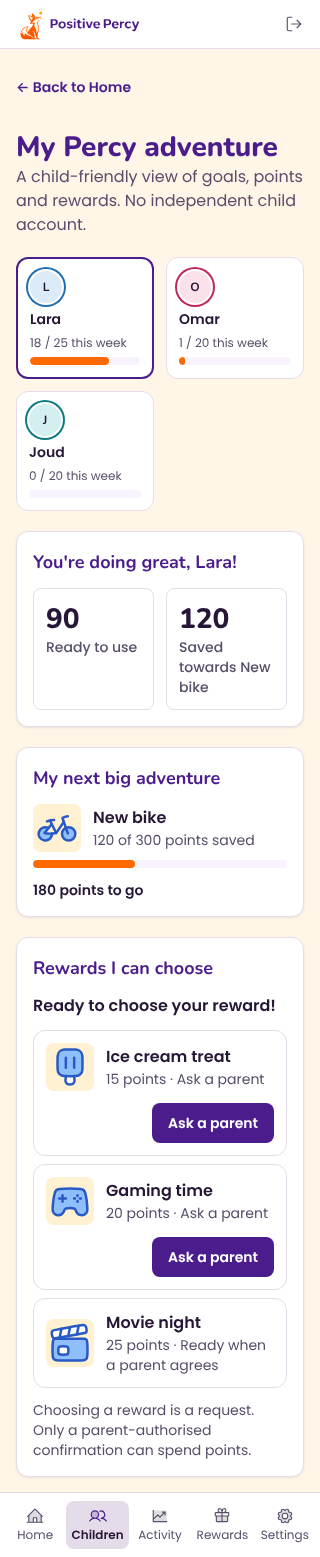 Positive Percy
← Back to Home
My Percy adventure
A child-friendly view of goals, points
and rewards. No independent child
account.
L
Lara
18 / 25 this week
O
Omar
1 / 20 this week
J
Joud
0 / 20 this week
You're doing great, Lara!
90
Ready to use
120
Saved
towards New
bike
My next big adventure
New bike
120 of 300 points saved
180 points to go
Rewards I can choose
Ready to choose your reward!
Ice cream treat
15 points · Ask a parent
Ask a parent
Gaming time
20 points · Ask a parent
Ask a parent
Movie night
25 points · Ready when
a parent agrees
Choosing a reward is a request.
Only a parent-authorised
confirmation can spend points.
Home
Children
Activity
Rewards
Settings